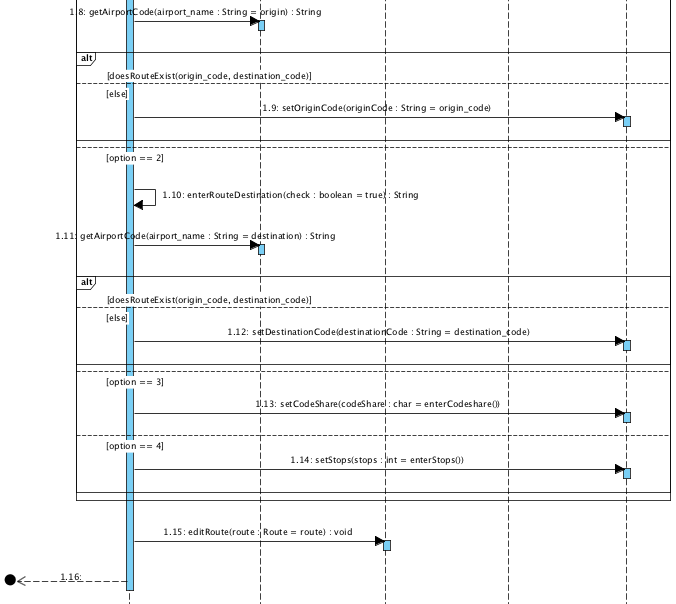 1.8: getAirportCode(airport_name : String = origin) : String
alt
[doesRouteExist(origin_code, destination_code)]
[else]
1.9: setOriginCode(originCode : String = origin_code)
[option == 2]
1.10: enterRouteDestination(check : boolean = true) : String
1.11: getAirportCode(airport_name : String = destination) : String
alt
[doesRouteExist(origin_code, destination_code)]
[else]
1.12: setDestinationCode(destinationCode : String = destination_code)
[option == 3]
1.13: setCodeShare(codeShare : char = enterCodeshare())
[option == 4]
1.14: setStops(stops : int = enterStops())
1.15: editRoute(route : Route = route) : void
1.16: